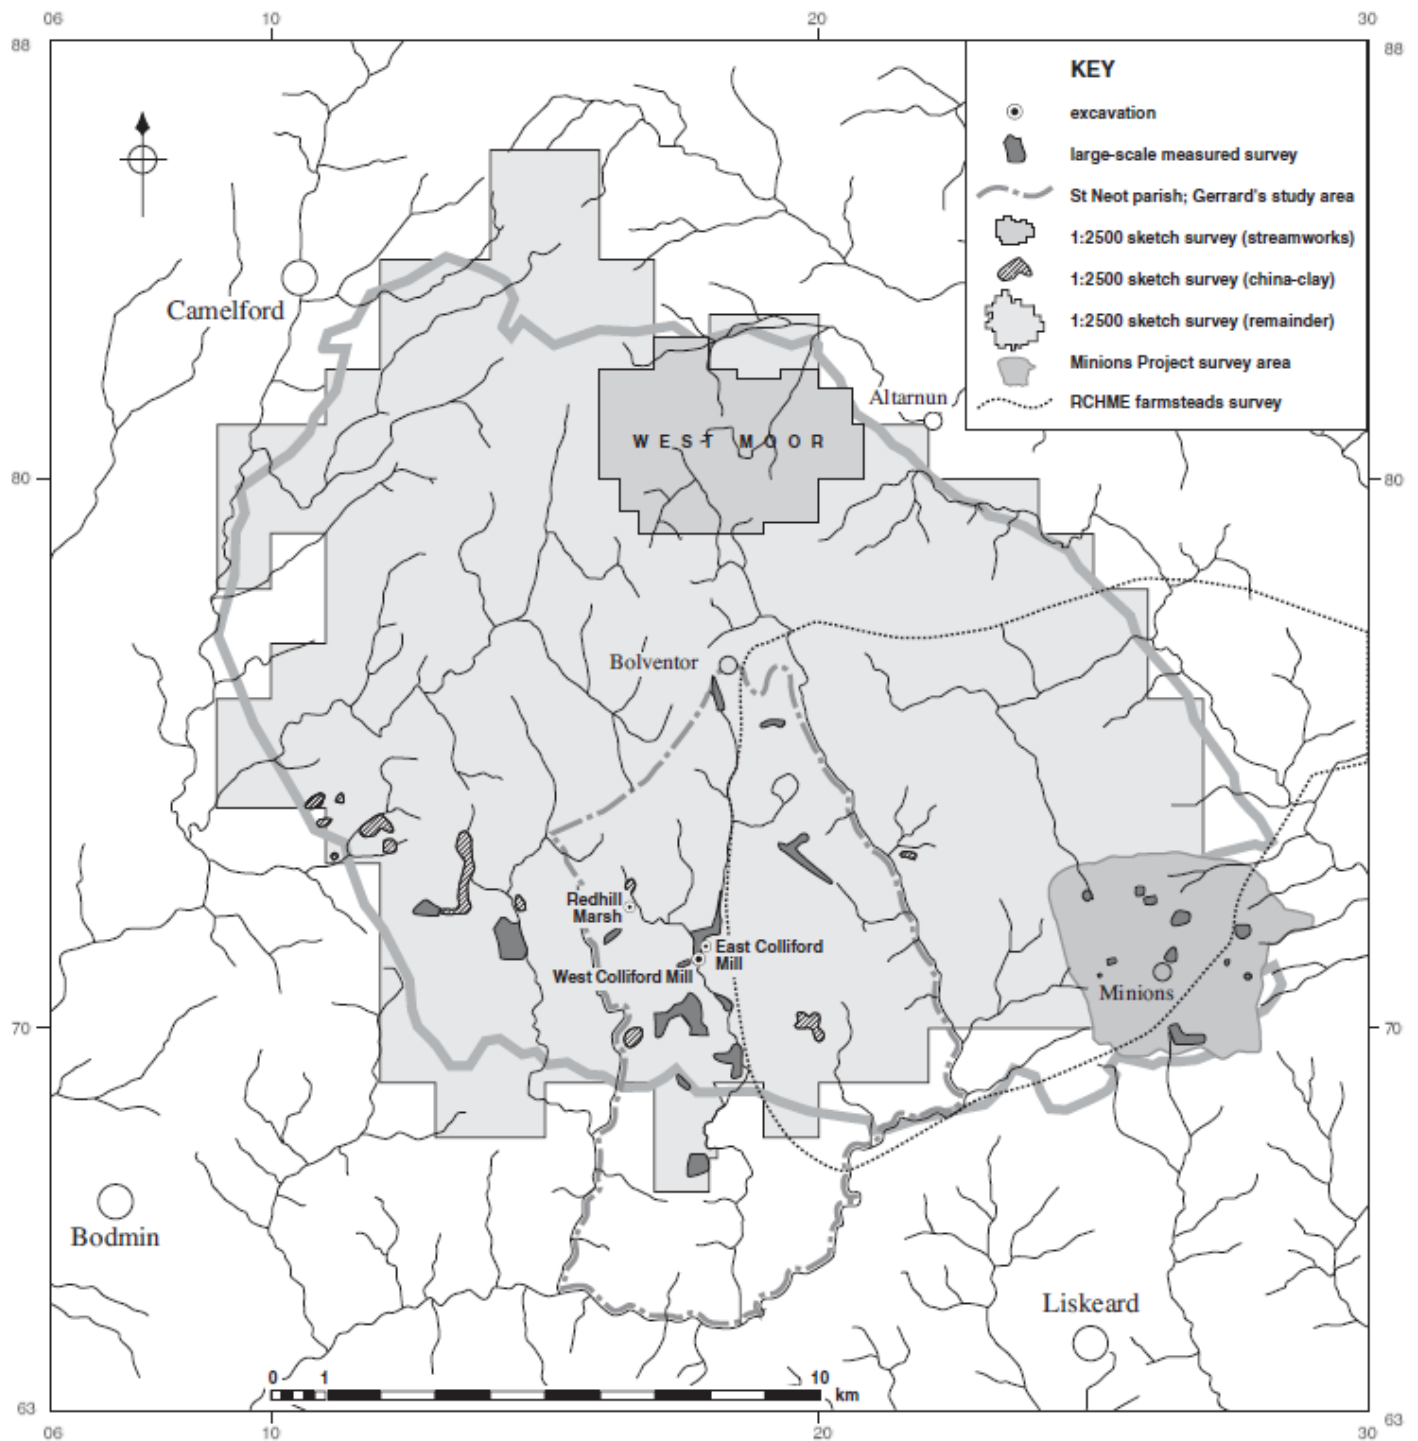 06
10
20
30
88
88
KEY
excavation
large-scale measured survey
St Neot parish; Gerrard's study area
1:2500 sketch survey (streamworks)
1:2500 sketch survey (china-clay)
1:2500 sketch survey (remainder)
Minions Project survey area
RCHME farmsteads survey
Camelford
Altarnun
WEST MOOR
80
80
Bolventor
Redhill
Marsh
East Colliford
Mill
West Colliford Mill
Minions
70
70
Bodmin
Liskeard
0
1
10
km
63
63
06
10
20
30